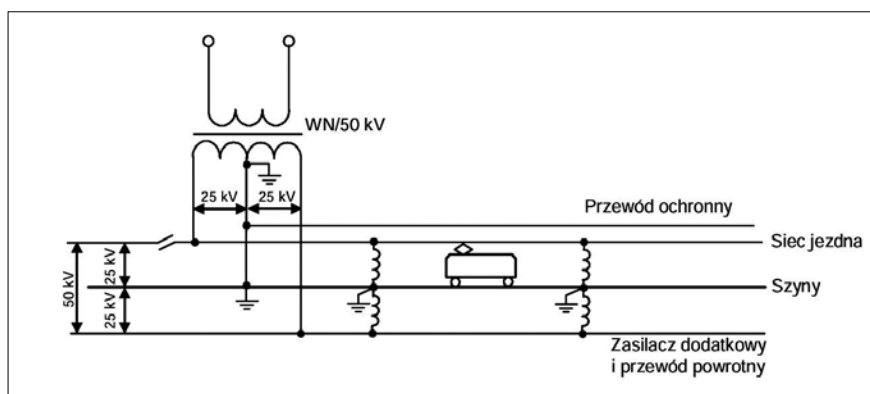 WN/50 kV
25 kV
25 kV
Przewód ochronny
Siec jezdna
50 kV
25 kV
25 kV
Szyny
Zasilacz dodatkowy
i przewód powrotny